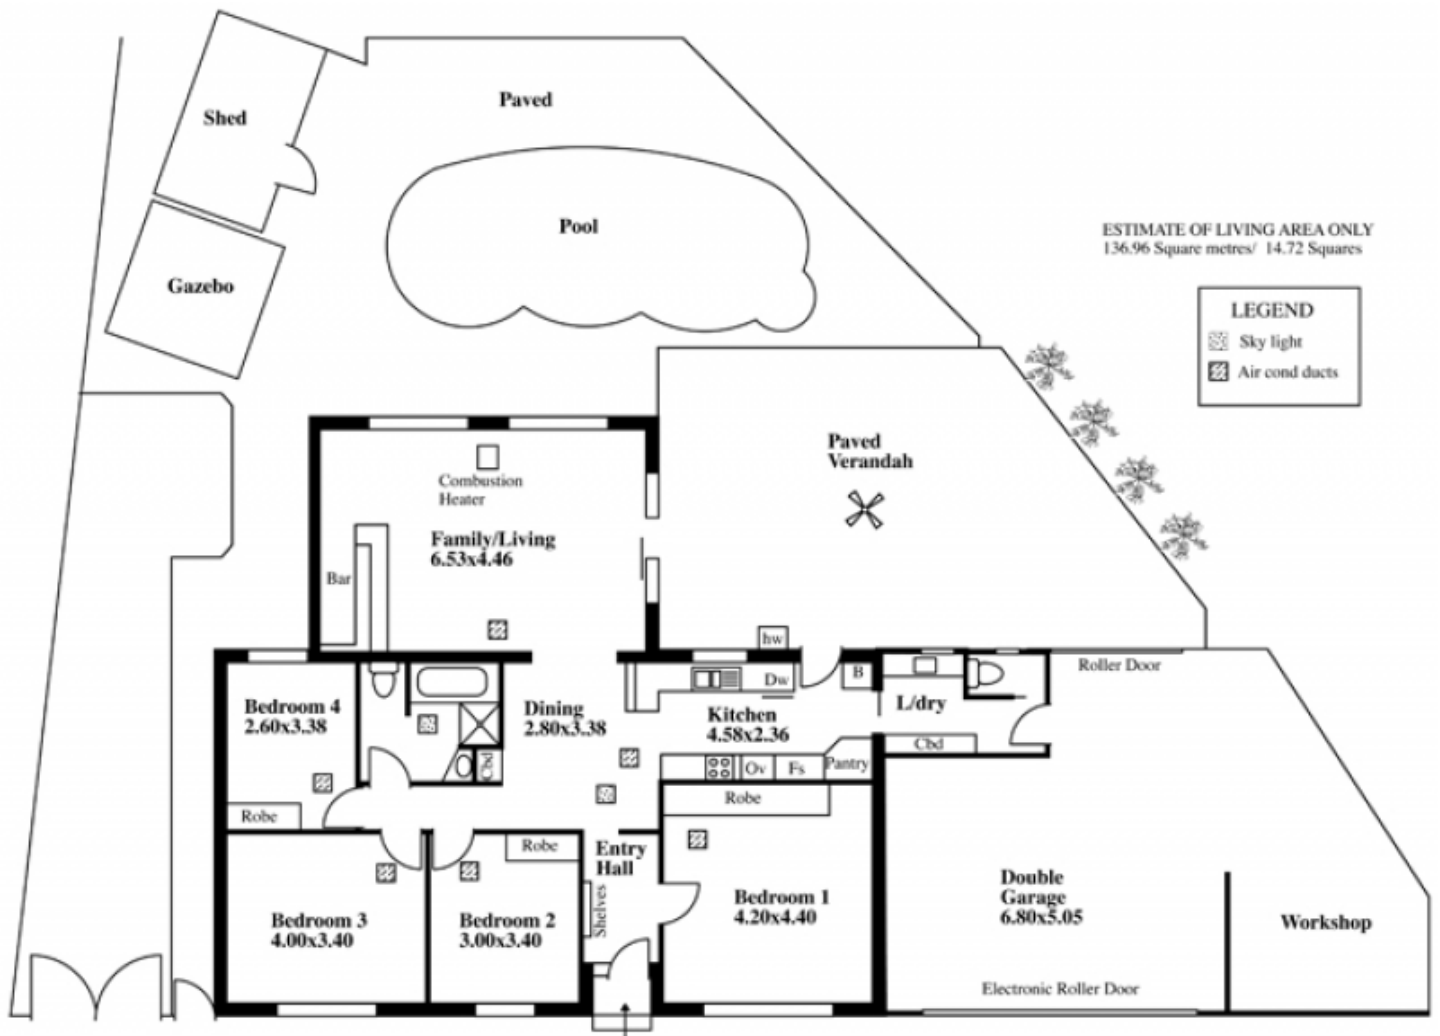 Shed
Paved
Pool
Gazebo
ESTIMATE OF LIVING AREA ONLY
136.96 Square metres/ 14.72 Squares
LEGEND
Sky light
Air cond ducts
Paved
Verandah
Combustion
Heater
Family/Living
6.53x4.46
Bar
hw
Roller Door
Bedroom 4
2.60x3.38
Dining
2.80x3.38
Kitchen
4.58x2.36
Dw
B
L/dry
Cbd
Cbd
Ov
Fs
Pantry
Robe
Robe
Robe
Entry
Hall
Shelves
Bedroom 3
4.00x3.40
Bedroom 2
3.00x3.40
Bedroom 1
4.20x4.40
Double
Garage
6.80x5.05
Workshop
Electronic Roller Door